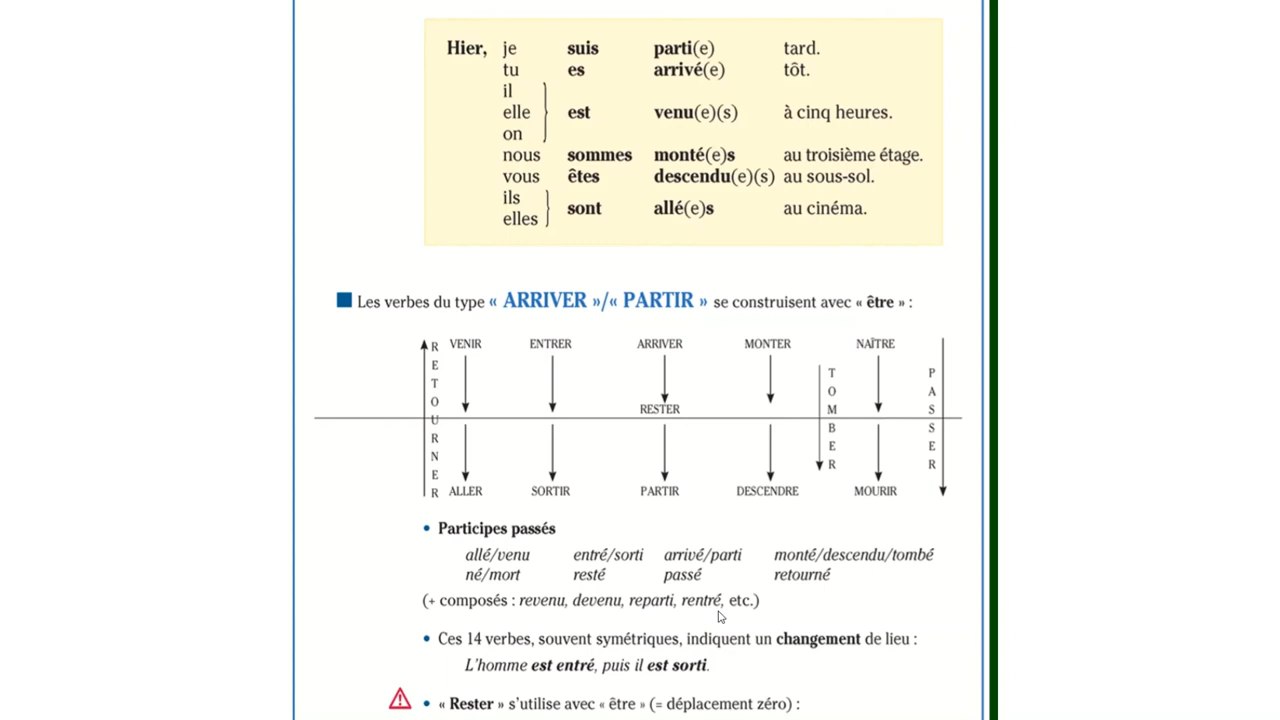 Hier, je suis parti(e) tard.
tu es arrivé(e) tôt.
il
elle est venu(e)(s) à cinq heures.
on
nous sommes monté(e)s au troisième étage.
vous êtes descendu(e)(s) au sous-sol.
ils
sont allé(e)s au cinéma.
elles
Les verbes du type « ARRIVER »/« PARTIR » se construisent avec « être » :
RETOURNER
VENIR ENTRER ARRIVER MONTER NAÎTRE
TOMBER
PASSER
RESTER
ALLER SORTIR PARTIR DESCENDRE MOURIR
• Participes passés
allé/venu entré/sorti arrivé/parti monté/descendu/tombé
né/mort resté passé retourné
(+ composés : revenu, devenu, reparti, rentré, etc.)
• Ces 14 verbes, souvent symétriques, indiquent un changement de lieu :
L'homme est entré, puis il est sorti.
• « Rester » s'utilise avec « être » (= déplacement zéro) :